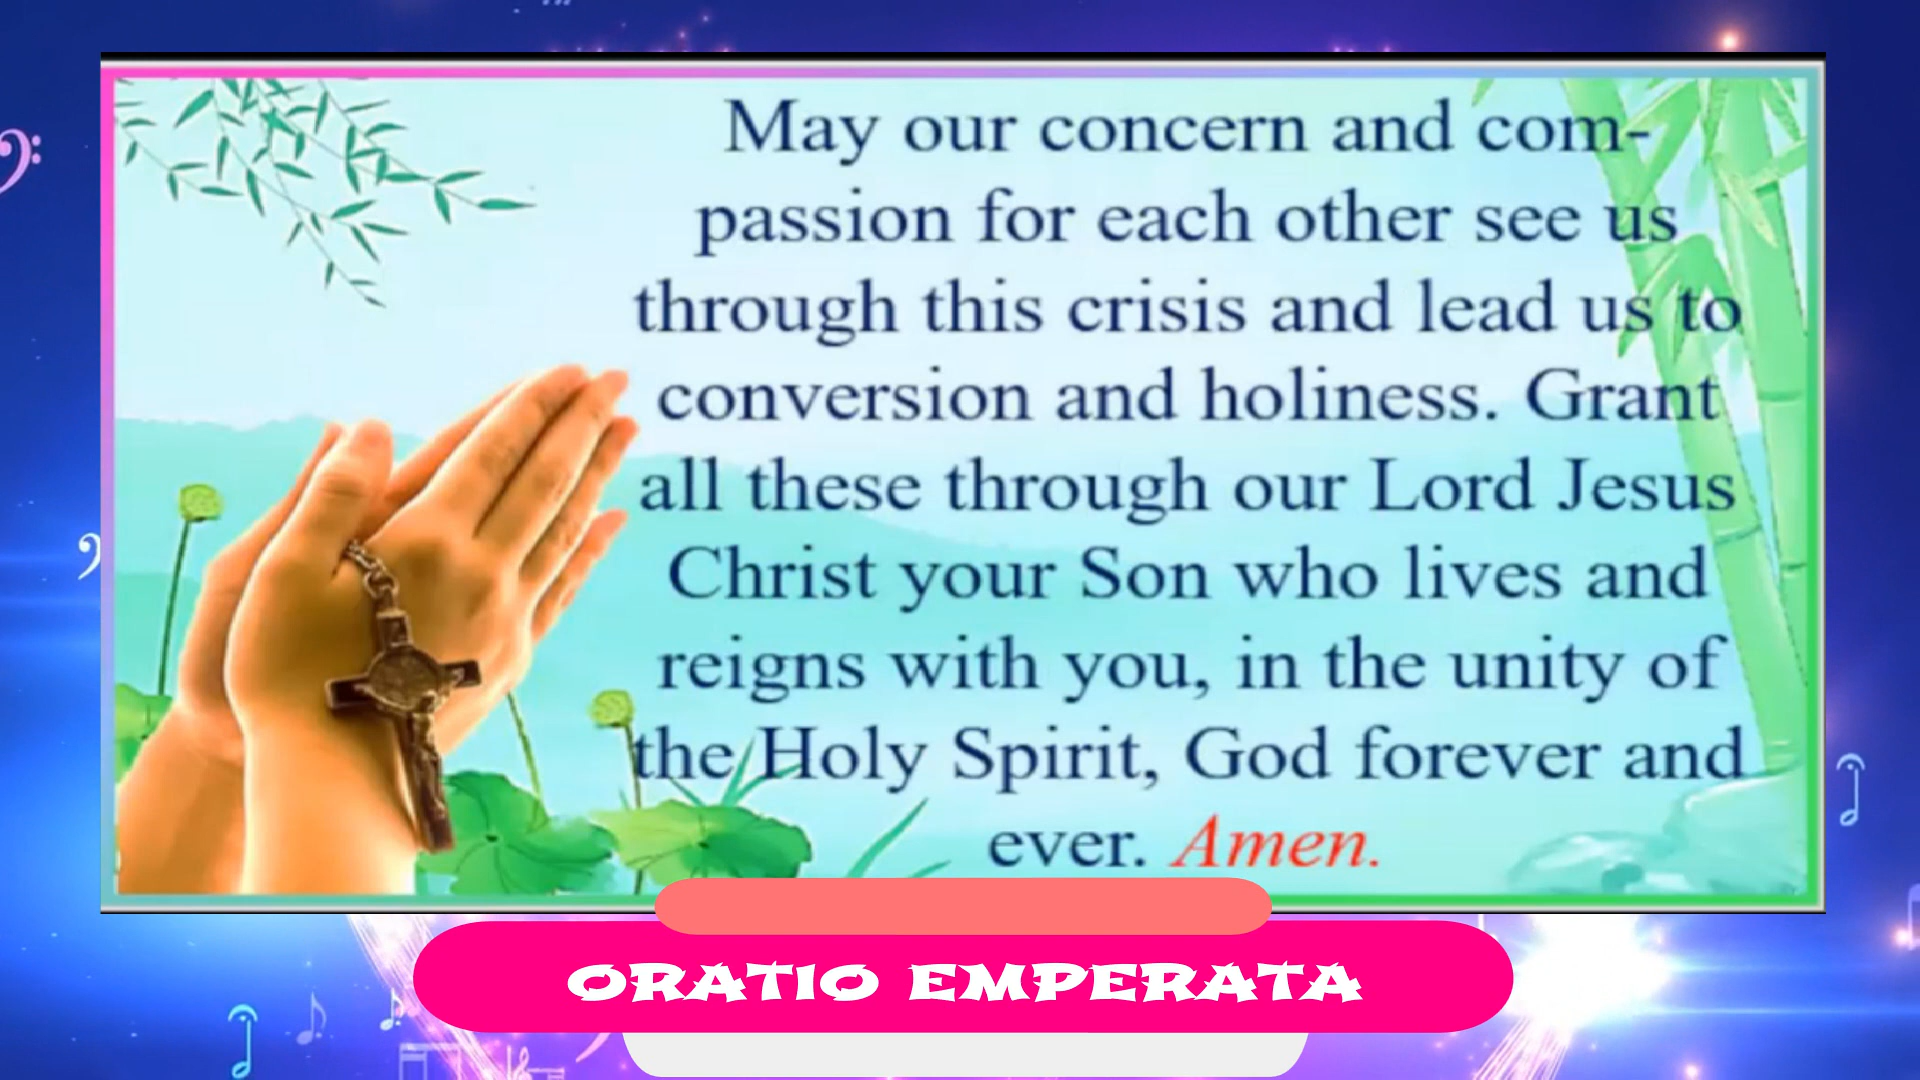 May our concern and com-
passion for each other see us
through this crisis and lead us to
conversion and holiness. Grant
all these through our Lord Jesus
Christ your Son who lives and
reigns with you, in the unity of
the Holy Spirit, God forever and
ever. Amen.
ORATIO EMPERATA